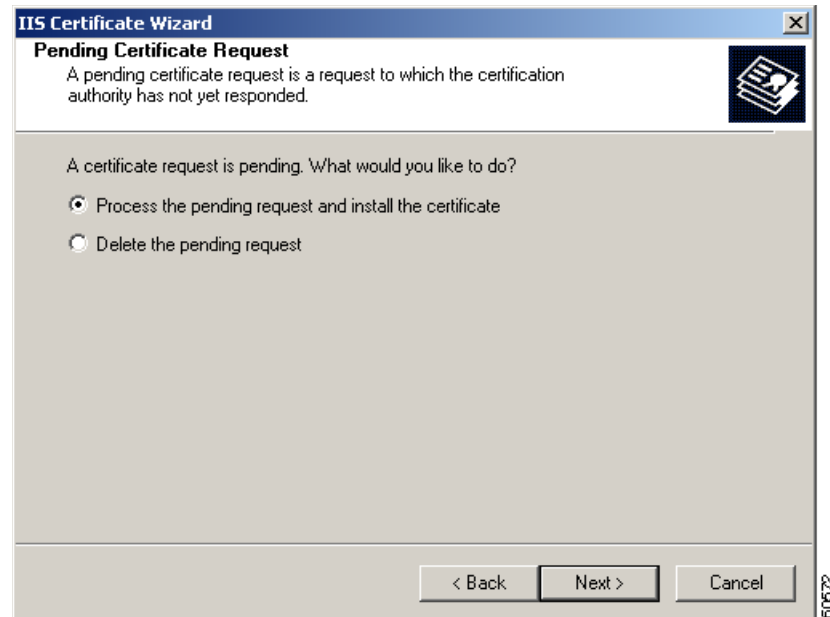 IIS Certificate Wizard
Pending Certificate Request
A pending certificate request is a request to which the certification
authority has not yet responded.
A certificate request is pending. What would you like to do?
Process the pending request and install the certificate
Delete the pending request
< Back
Next >
Cancel